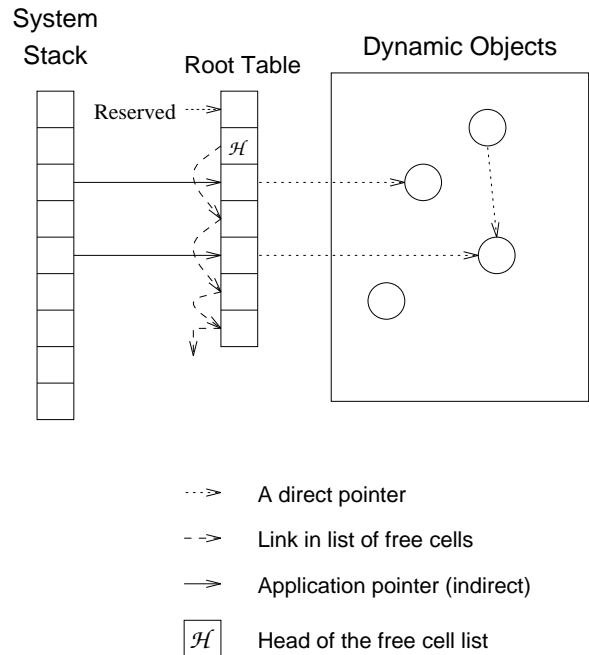 System
Stack
Root Table
Dynamic Objects
Reserved
H
A direct pointer
Link in list of free cells
Application pointer (indirect)
H
Head of the free cell list